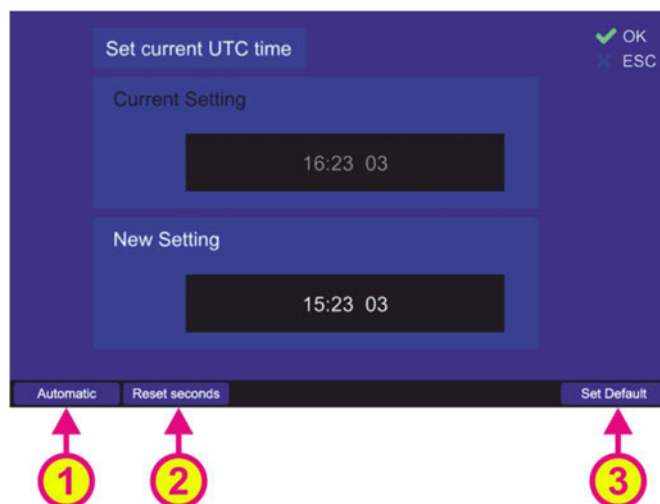 Set current UTC time
OK
ESC
Current Setting
16:23 03
New Setting
15:23 03
Automatic Reset seconds Set Default
1 2 3